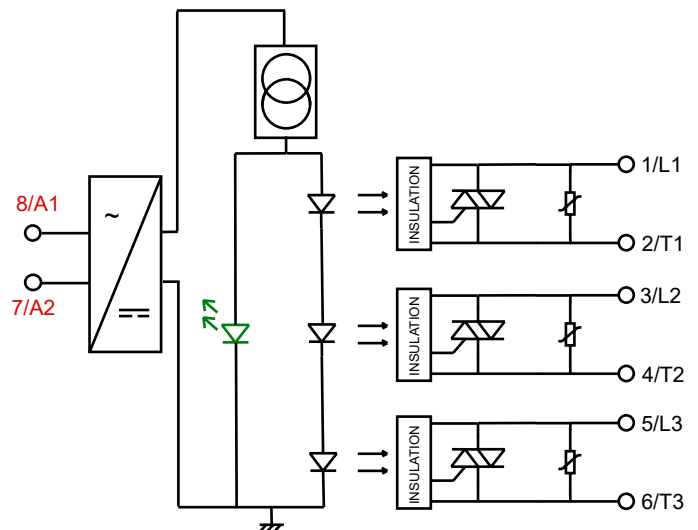 8/A1
~
7/A2
INSULATION
1/L1
2/T1
INSULATION
3/L2
4/T2
INSULATION
5/L3
6/T3